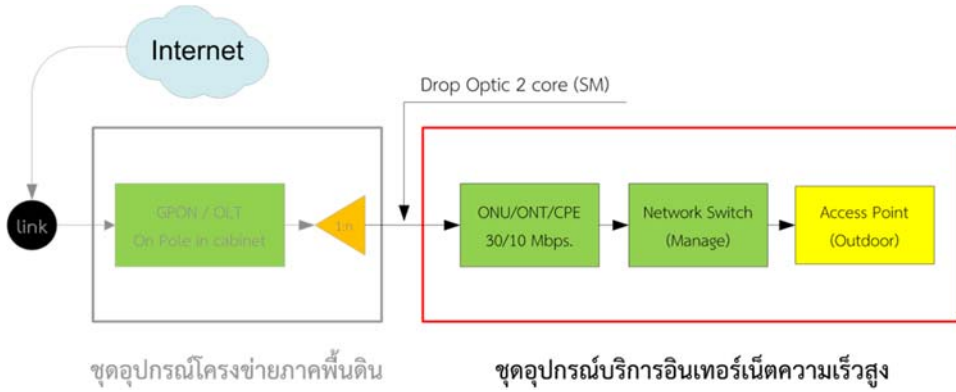 Internet
Drop Optic 2 core (SM)
link
GPON / OLT
On Pole in cabinet
1:n
ONU/ONT/CPE
30/10 Mbps.
Network Switch
(Manage)
Access Point
(Outdoor)
ชุดอุปกรณ์โครงข่ายภาคพื้นดิน
ชุดอุปกรณ์บริการอินเทอร์เน็ตความเร็วสูง